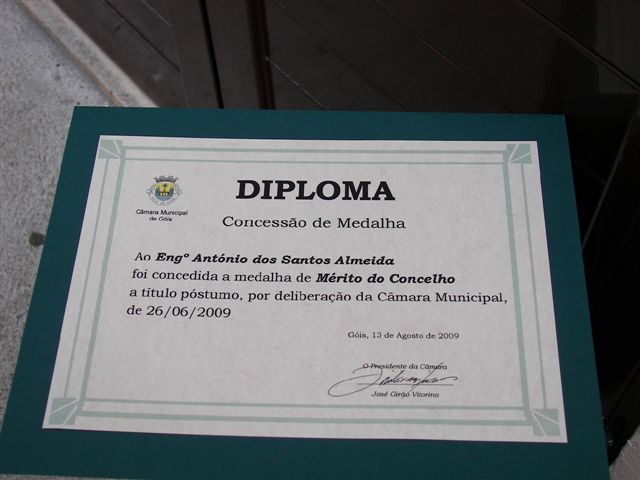 DIPLOMA
Concessão de Medalha
Câmara Municipal
de Góis
Ao Engº António dos Santos Almeida
foi concedida a medalha de Mérito do Concelho
a título póstumo, por deliberação da Câmara Municipal,
de 26/06/2009
Góis, 13 de Agosto de 2009
O Presidente da Câmara
José Girão Vitorino